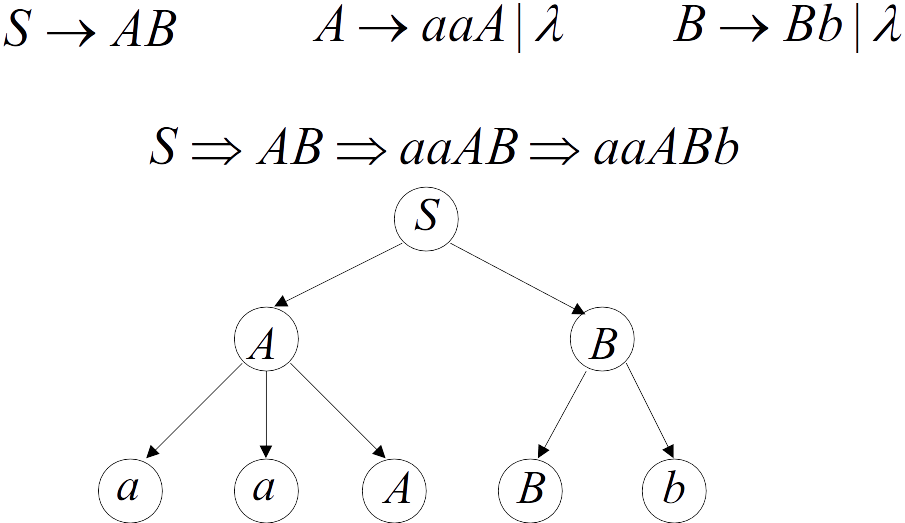 S → AB A → aaA | λ B → Bb | λ
S ⇒ AB ⇒ aaAB ⇒ aaABb
S
A B
a a A B b